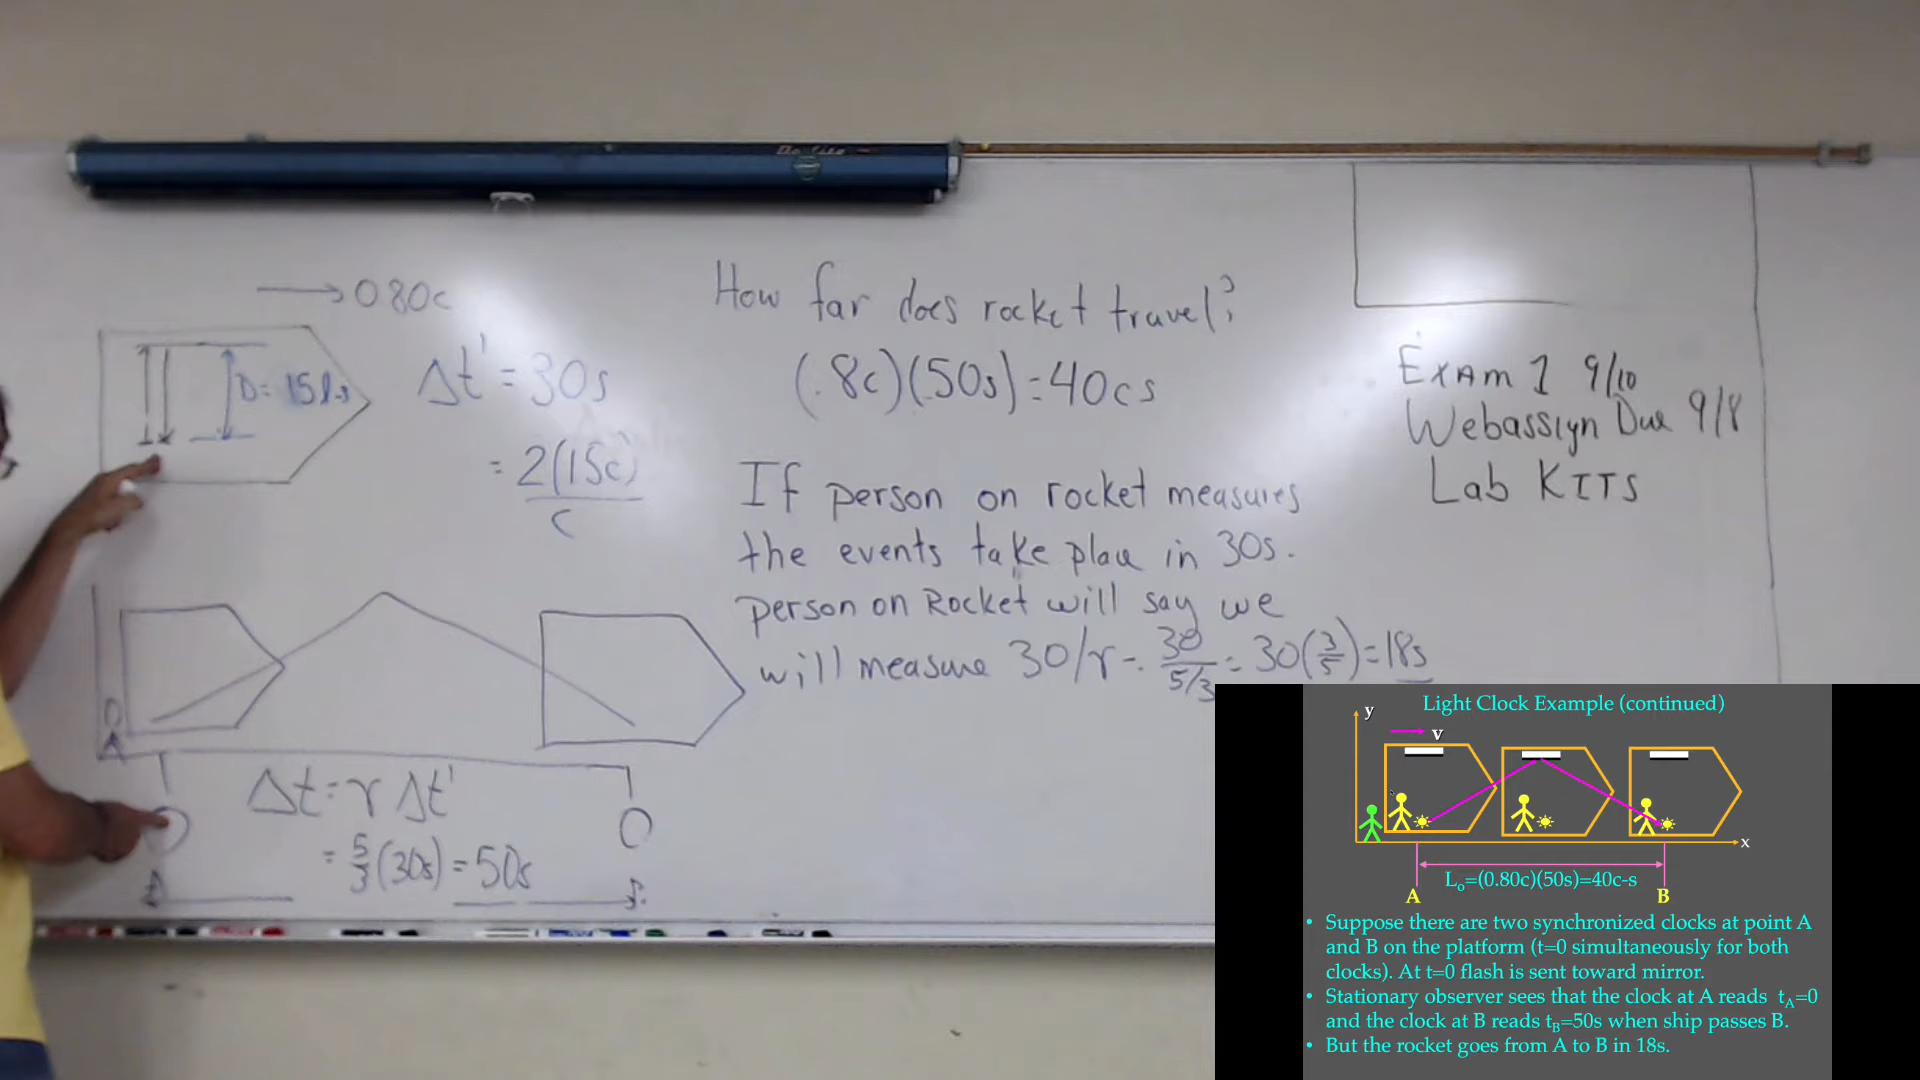 Da-Lite
→ 0.80c
D=15l.s
Δt'=30s
=2(15c)
c
How far does rocket travel?
(.8c)(50s)=40cs
If person on rocket measures
the events take place in 30s.
person on Rocket will say we
will measure 30/γ = 30/5/3 = 30(3/5)=18s
Exam 1 9/10
Webassign Due 9/8
Lab KITS
Δt=γ Δt'
=5/3(30s)=50s
Light Clock Example (continued)
y
v
x
L₀=(0.80c)(50s)=40c-s
A B
• Suppose there are two synchronized clocks at point A
and B on the platform (t=0 simultaneously for both
clocks). At t=0 flash is sent toward mirror.
• Stationary observer sees that the clock at A reads t_A=0
and the clock at B reads t_B=50s when ship passes B.
• But the rocket goes from A to B in 18s.